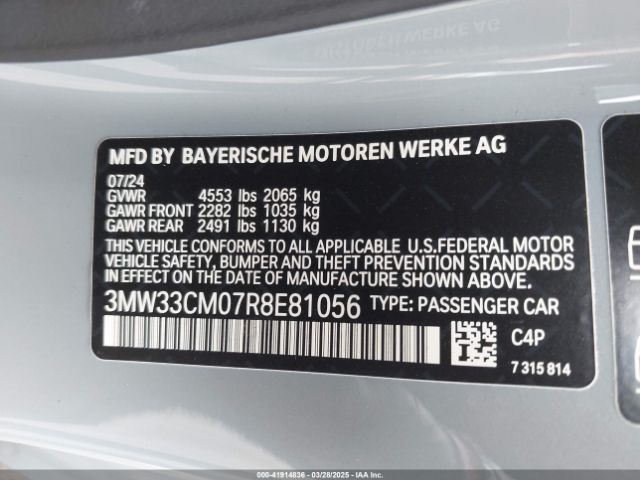 MFD BY BAYERISCHE MOTOREN WERKE AG
07/24
GVWR 4553 lbs 2065 kg
GAWR FRONT 2282 lbs 1035 kg
GAWR REAR 2491 lbs 1130 kg
THIS VEHICLE CONFORMS TO ALL APPLICABLE U.S.FEDERAL MOTOR
VEHICLE SAFETY, BUMPER AND THEFT PREVENTION STANDARDS
IN EFFECT ON THE DATE OF MANUFACTURE SHOWN ABOVE.
3MW33CM07R8E81056 TYPE: PASSENGER CAR
C4P
7 315 814
000-41914836 | 03/28/2025 - IAAI.COM